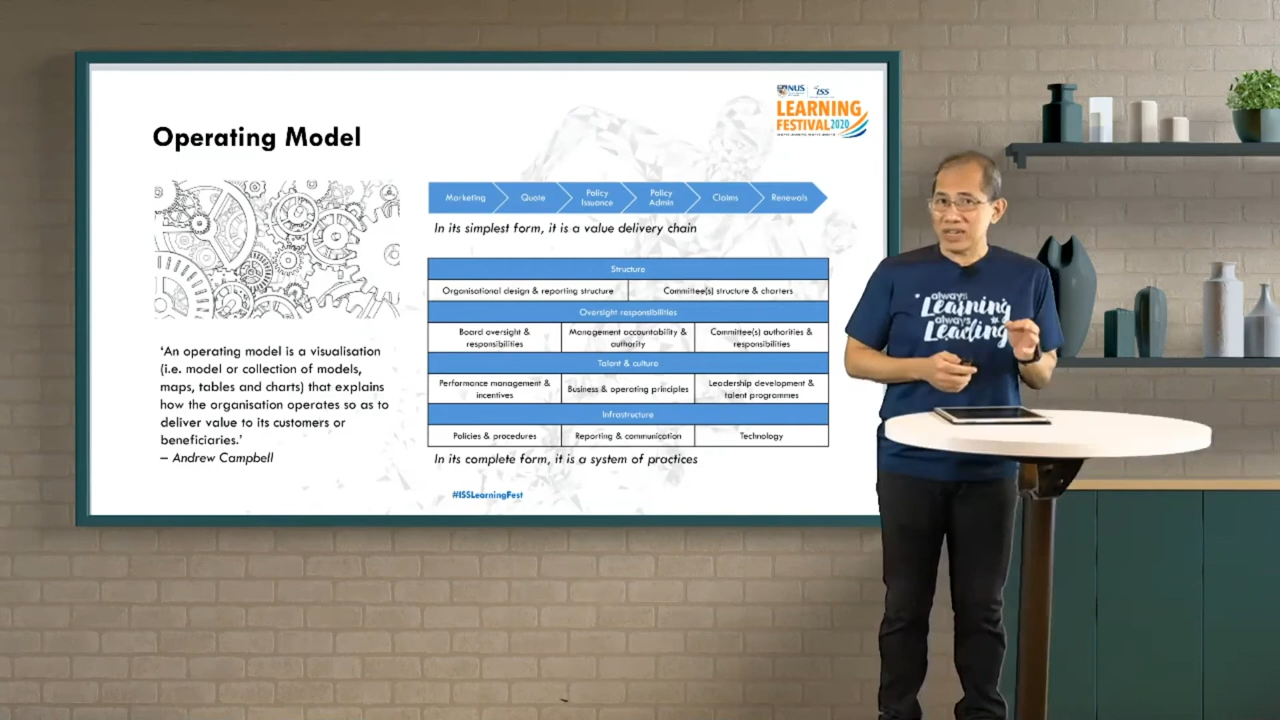 NUS
ISS
LEARNING
FESTIVAL 2020
Operating Model
Marketing
Quote
Policy
Issuance
Policy
Admin
Claims
Renewals
In its simplest form, it is a value delivery chain
Structure
Organisational design & reporting structure
Committee(s) structure & charters
Oversight responsibilities
Board oversight &
responsibilities
Management accountability &
authority
Committee(s) authorities &
responsibilities
Talent & culture
Performance management &
incentives
Business & operating principles
Leadership development &
talent programmes
Infrastructure
Policies & procedures
Reporting & communication
Technology
In its complete form, it is a system of practices
'An operating model is a visualisation
(i.e. model or collection of models,
maps, tables and charts) that explains
how the organisation operates so as to
deliver value to its customers or
beneficiaries.'
– Andrew Campbell
#ISSLearningFest
always
Learning
always
Leading